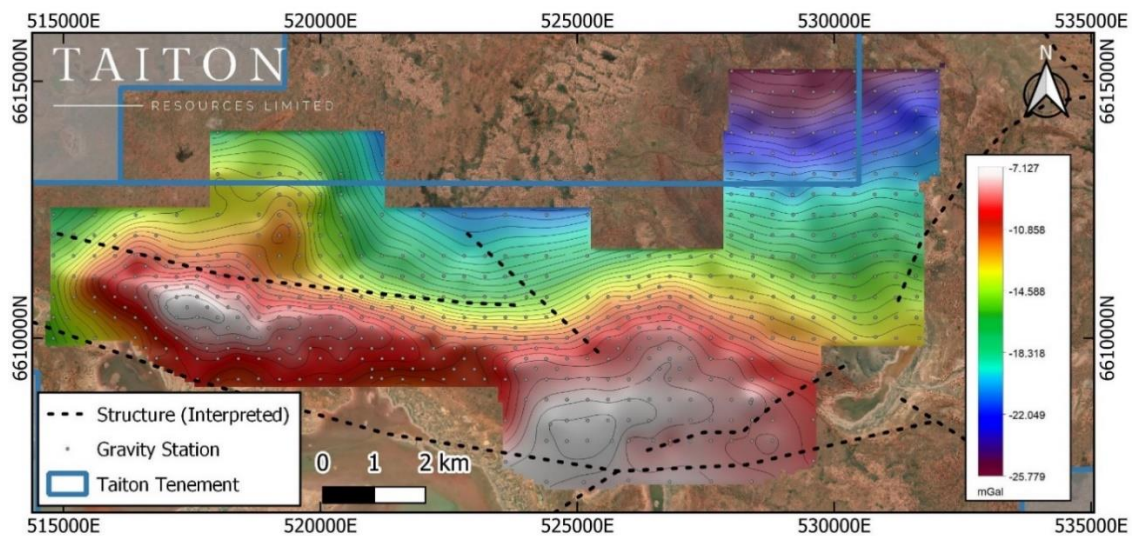 515000E 520000E 525000E 530000E 535000E
TAITON
RESOURCES LIMITED
N
6615000N
6615000N
6610000N
6610000N
-7.127
-10.858
-14.588
-18.319
-22.049
-25.779
mGal
Structure (Interpreted)
Gravity Station
Taiton Tenement
0 1 2 km
515000E 520000E 525000E 530000E 535000E